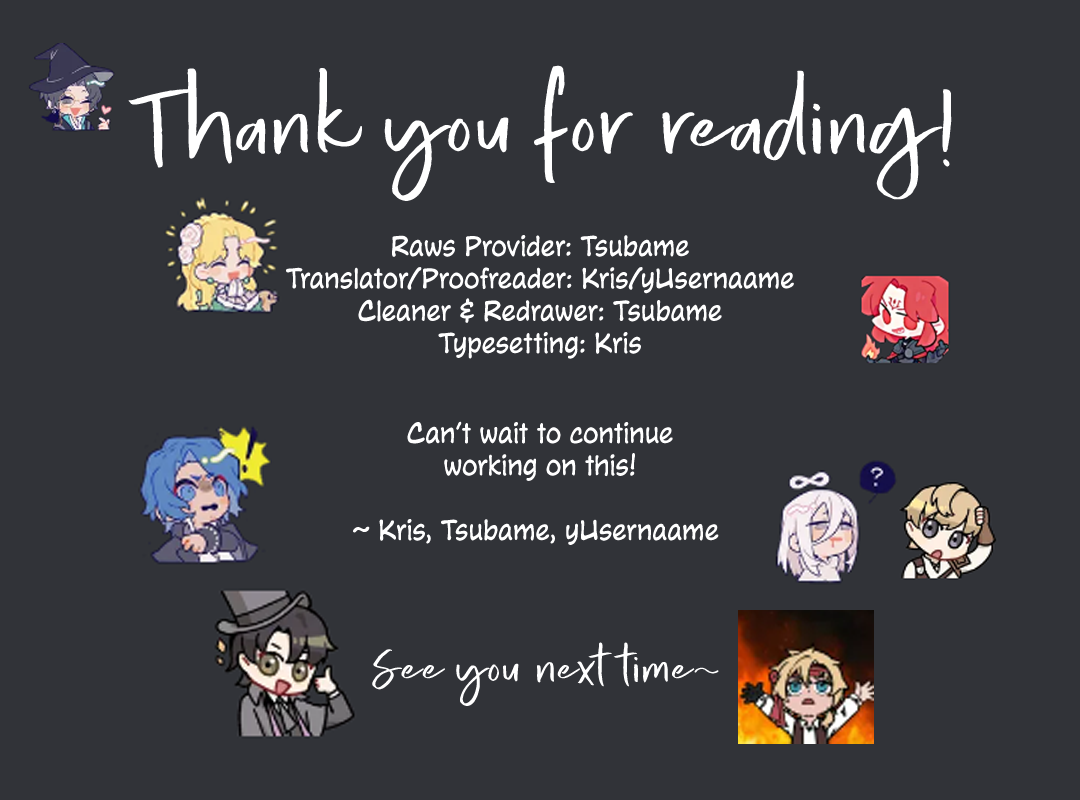 Thank you for reading!
Raws Provider: Tsubame
Translator/Proofreader: Kris/yUsernaame
Cleaner & Redrawer: Tsubame
Typesetting: Kris
Can't wait to continue
working on this!
?
~ Kris, Tsubame, yUsernaame
See you next time~